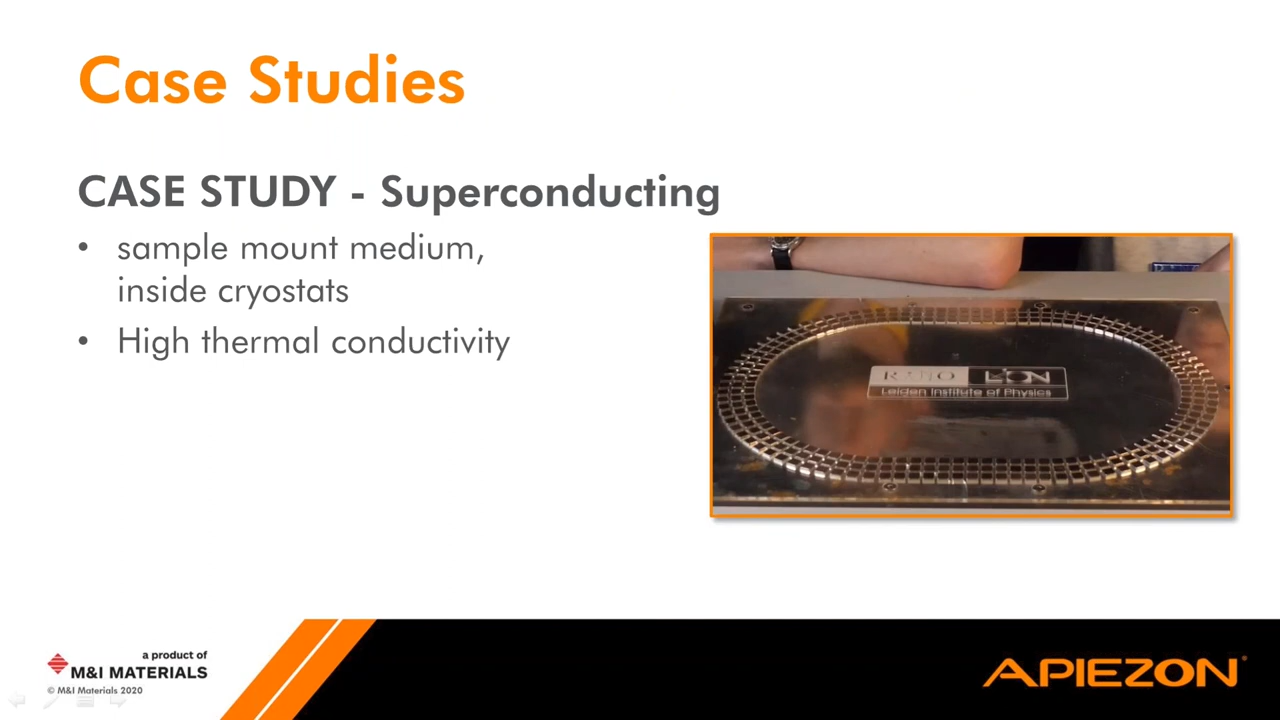 Case Studies
CASE STUDY - Superconducting
• sample mount medium,
inside cryostats
• High thermal conductivity
LION
Leiden Institute of Physics
a product of
M&I MATERIALS
© M&I Materials 2020
APIEZON®